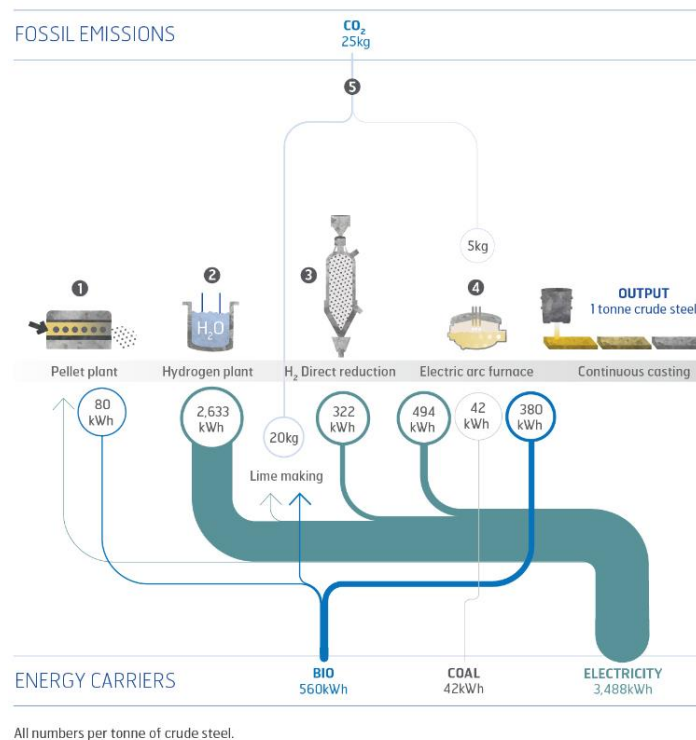 FOSSIL EMISSIONS
CO₂
25kg
5
5kg
1
2
3
4
H₂O
OUTPUT
1 tonne crude steel
Pellet plant
Hydrogen plant
H₂ Direct reduction
Electric arc furnace
Continuous casting
80
kWh
2,633
kWh
20kg
322
kWh
494
kWh
42
kWh
380
kWh
Lime making
ENERGY CARRIERS
BIO
560kWh
COAL
42kWh
ELECTRICITY
3,488kWh
All numbers per tonne of crude steel.